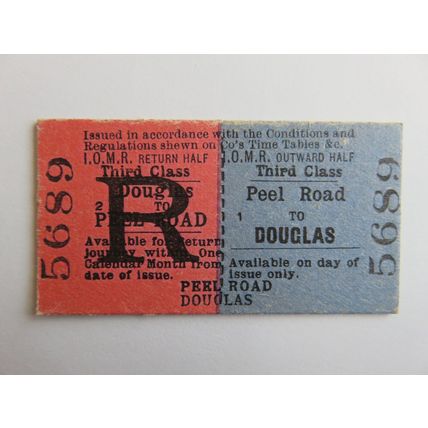 Issued in accordance with the Conditions and
Regulations shewn on Co's Time Tables &c.
I.O.M.R. RETURN HALF
Third Class
Douglas
2 TO
PEEL ROAD
Available for Return
journey within One
Calendar Month from
date of issue.
R
5689
I.O.M.R. OUTWARD HALF
Third Class
Peel Road
1 TO
DOUGLAS
Available on day of
issue only.
5689
PEEL ROAD
DOUGLAS